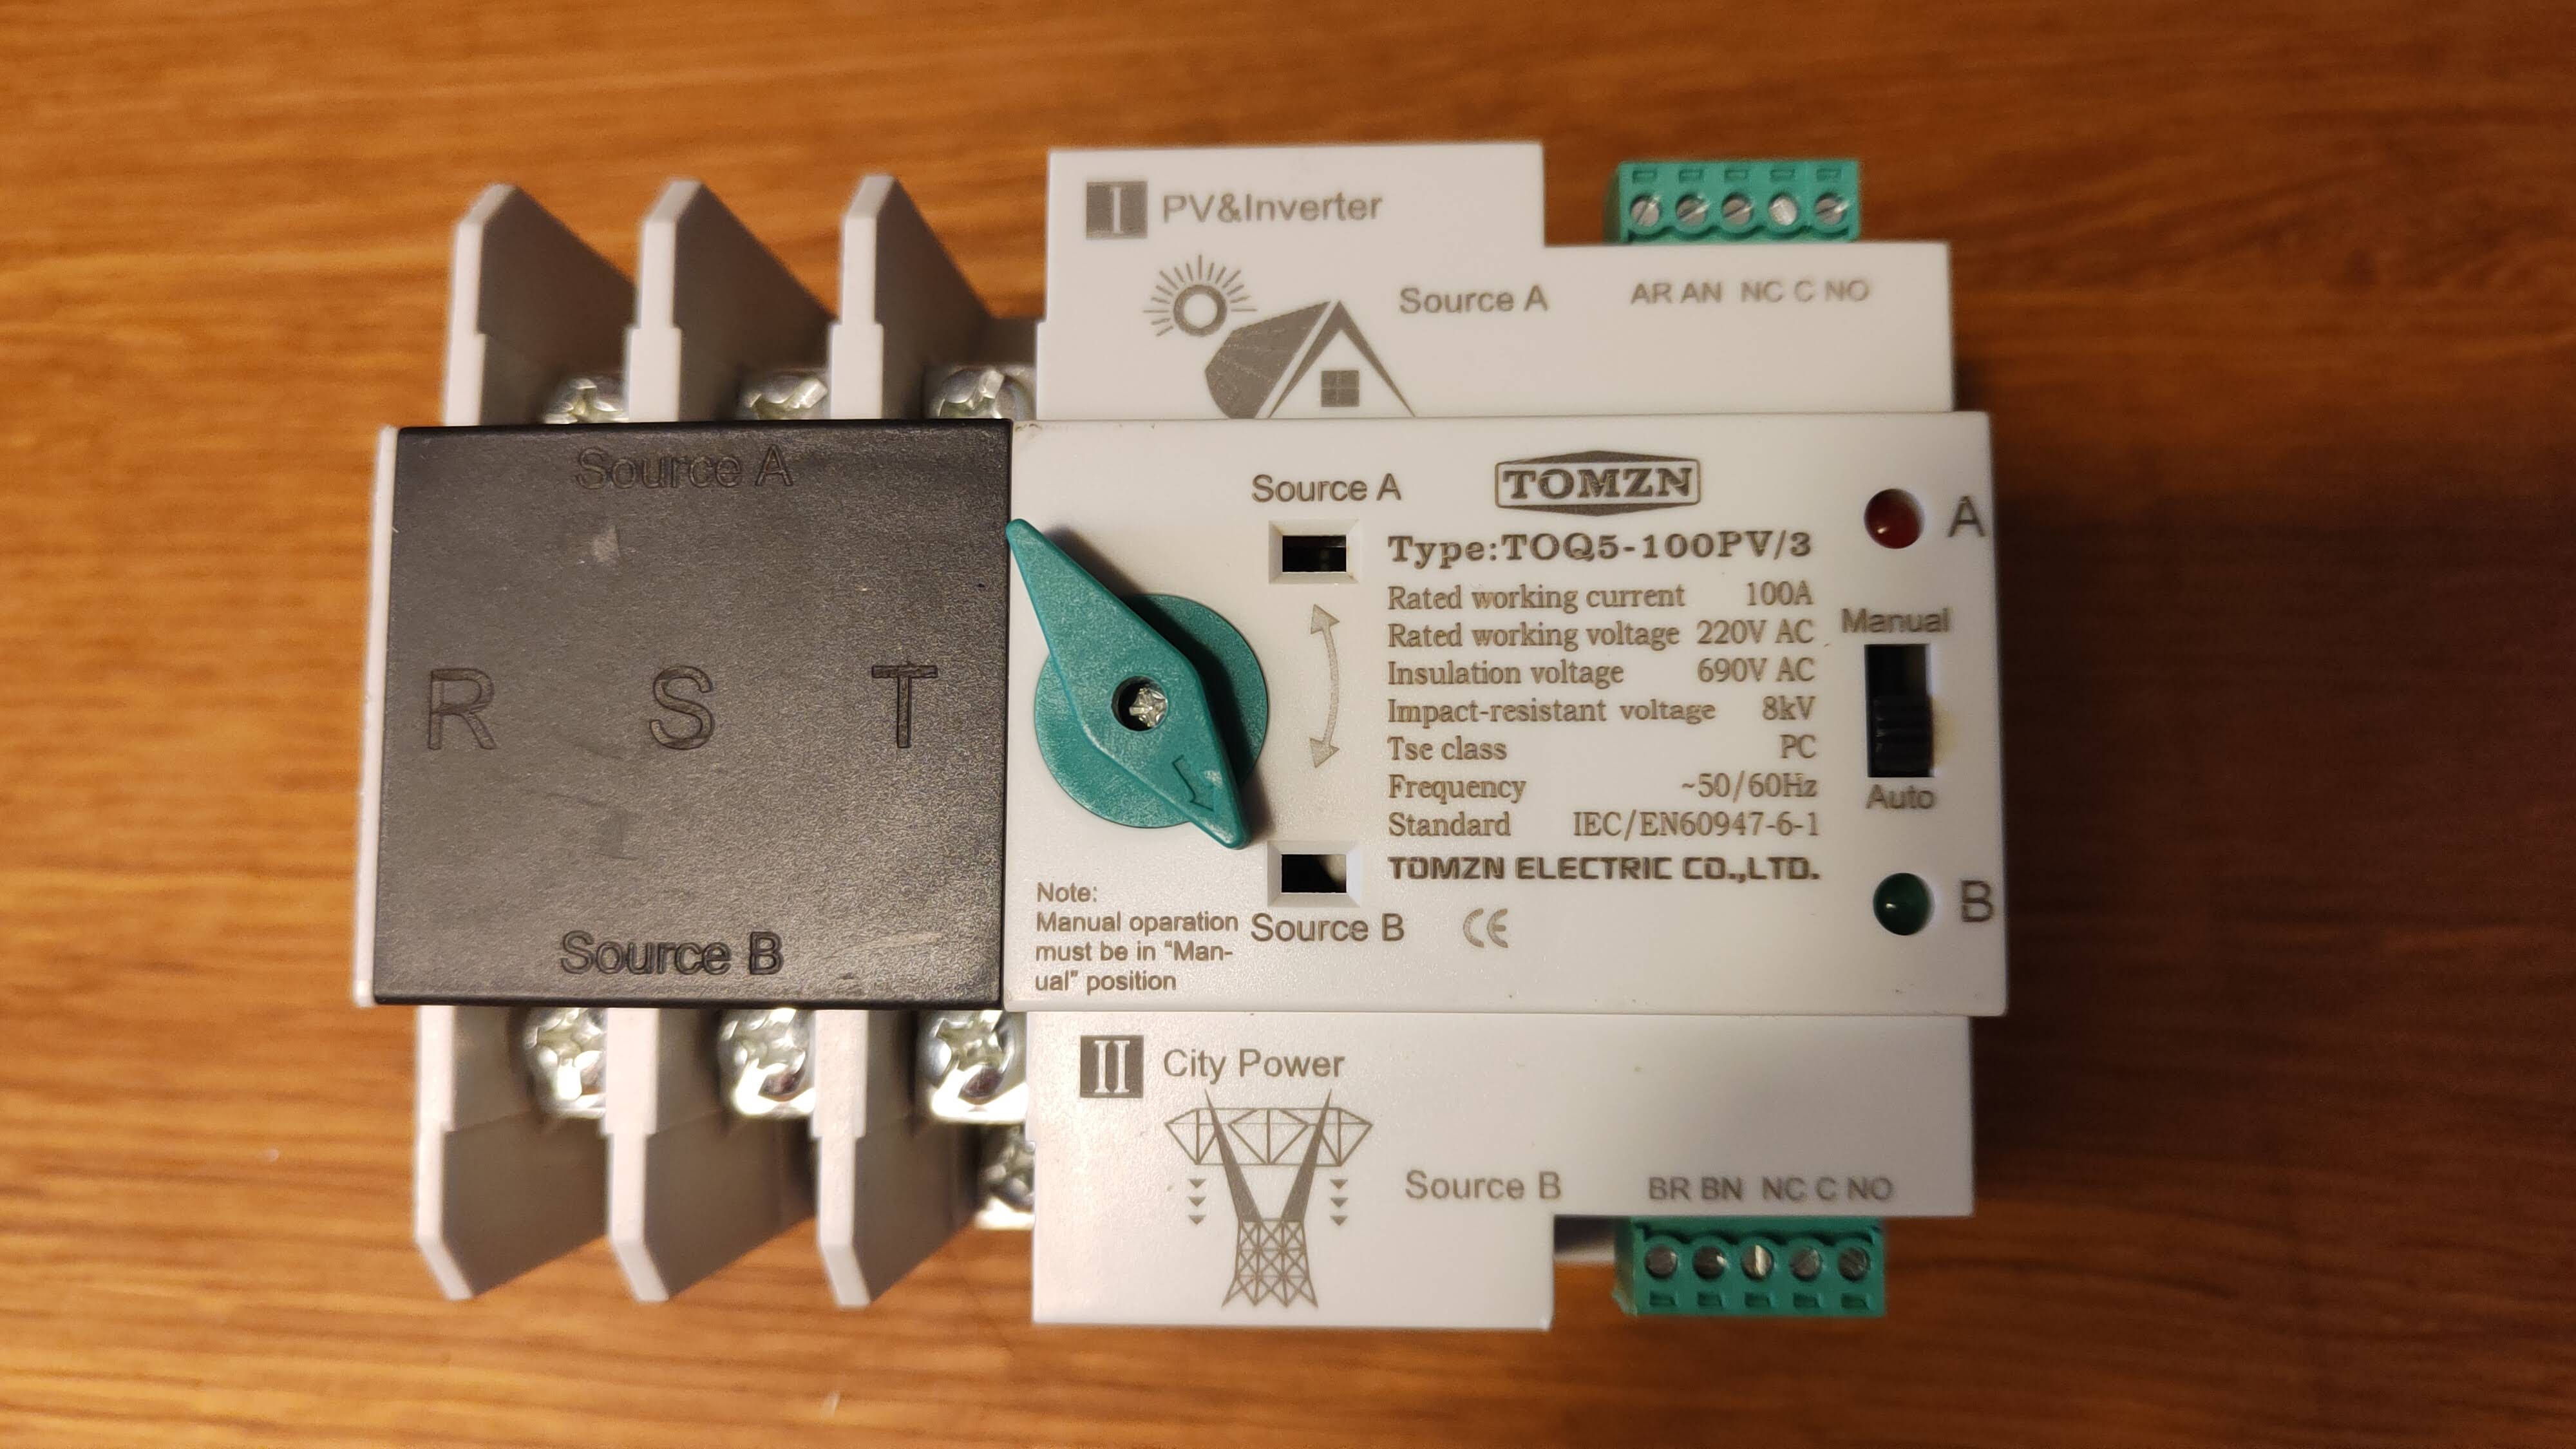 I PV&Inverter
Source A
AR AN NC C NO
Source A
R S T
Source B
Source A
TOMZN
Type:TOQ5-100PV/3
Rated working current 100A
Rated working voltage 220V AC
Insulation voltage 690V AC
Impact-resistant voltage 8kV
Tse class PC
Frequency ~50/60Hz
Standard IEC/EN60947-6-1
TOMZN ELECTRIC CO.,LTD.
CE
A
Manual
Auto
B
Note:
Manual oparation
must be in "Man-
ual" position
Source B
II City Power
Source B
BR BN NC C NO